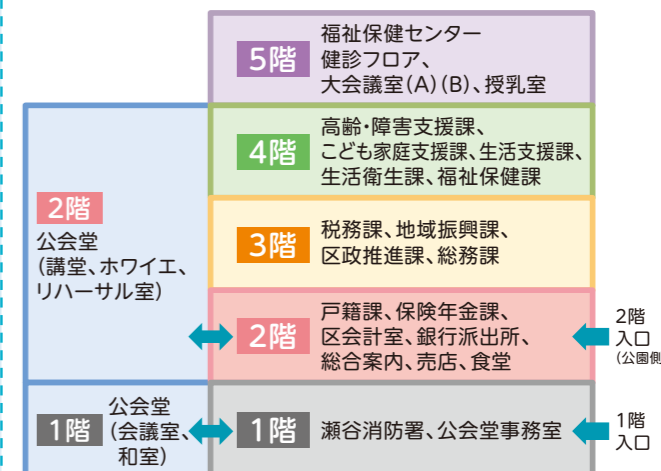 5階
福祉保健センター
健診フロア、
大会議室(A)(B)、授乳室
4階
高齢・障害支援課、
こども家庭支援課、生活支援課、
生活衛生課、福祉保健課
3階
税務課、地域振興課、
区政推進課、総務課
2階
公会堂
(講堂、ホワイエ、
リハーサル室)
2階
戸籍課、保険年金課、
区会計室、銀行派出所、
総合案内、売店、食堂
2階
入口
(公園側
1階
公会堂
(会議室、
和室)
1階
瀬谷消防署、公会堂事務室
1階
入口